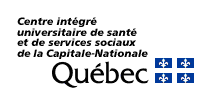 Centre intégré
universitaire de santé
et de services sociaux
de la Capitale-Nationale
Québec